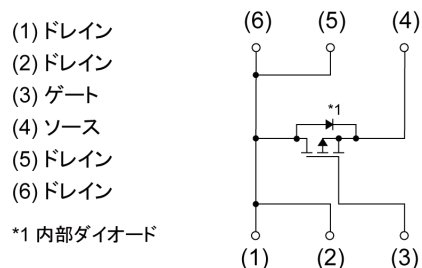 (1) ドレイン
(2) ドレイン
(3) ゲート
(4) ソース
(5) ドレイン
(6) ドレイン
*1 内部ダイオード
(6) (5) (4)
*1
(1) (2) (3)